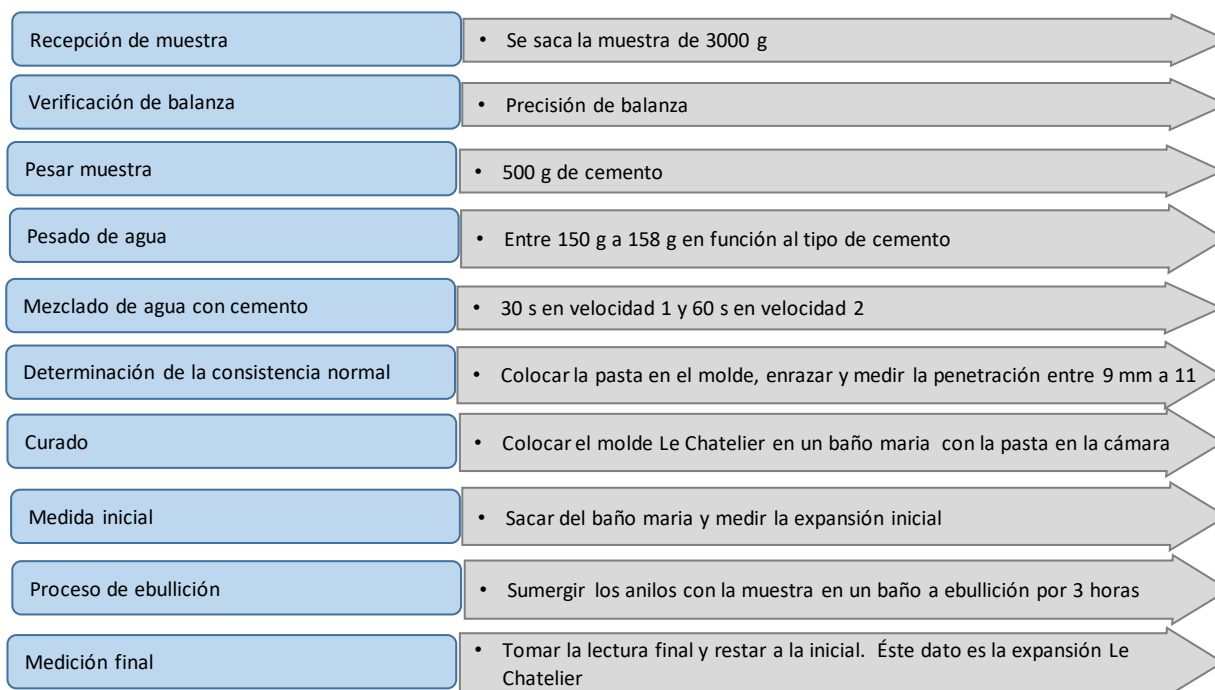 Recepción de muestra
• Se saca la muestra de 3000 g
Verificación de balanza
• Precisión de balanza
Pesar muestra
• 500 g de cemento
Pesado de agua
• Entre 150 g a 158 g en función al tipo de cemento
Mezclado de agua con cemento
• 30 s en velocidad 1 y 60 s en velocidad 2
Determinación de la consistencia normal
• Colocar la pasta en el molde, enrazar y medir la penetración entre 9 mm a 11
Curado
• Colocar el molde Le Chatelier en un baño maria con la pasta en la cámara
Medida inicial
• Sacar del baño maria y medir la expansión inicial
Proceso de ebullición
• Sumergir los anilos con la muestra en un baño a ebullición por 3 horas
Medición final
• Tomar la lectura final y restar a la inicial. Éste dato es la expansión Le
Chatelier